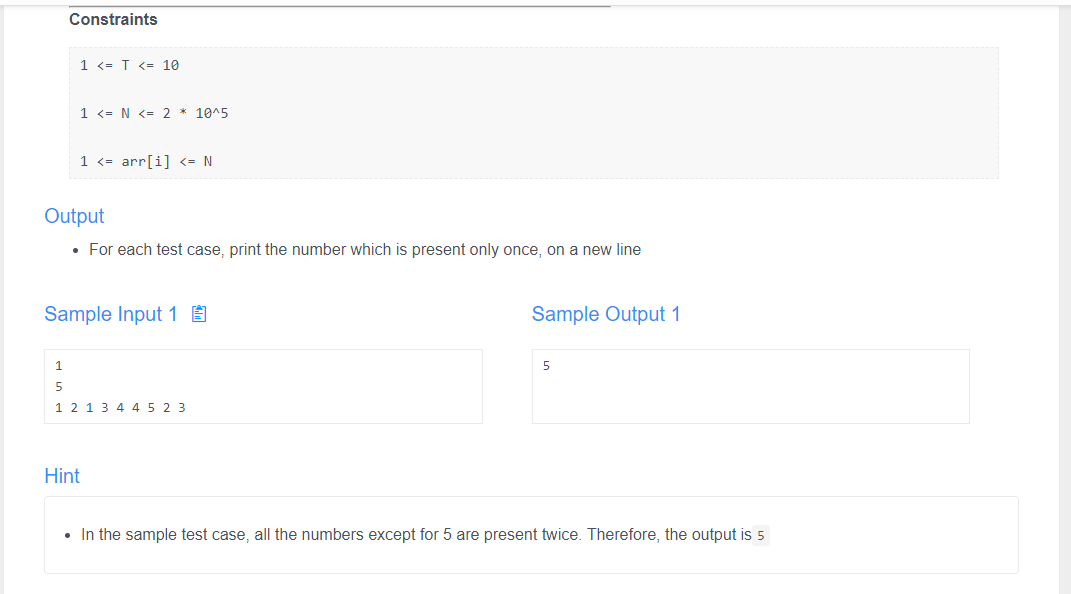 Constraints
1 <= T <= 10
1 <= N <= 2 * 10^5
1 <= arr[i] <= N
Output
• For each test case, print the number which is present only once, on a new line
Sample Input 1
1
5
1 2 1 3 4 4 5 2 3
Sample Output 1
5
Hint
• In the sample test case, all the numbers except for 5 are present twice. Therefore, the output is 5